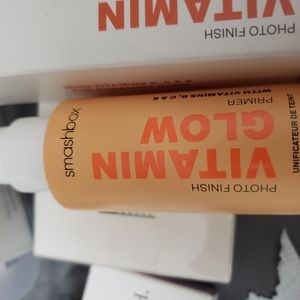 PHOTO FINISH
VITAMIN
smashbox
PHOTO FINISH
VITAMIN
GLOW
PRIMER
WITH VITAMINS B, C & E
UNIFICATEUR DE TEINT